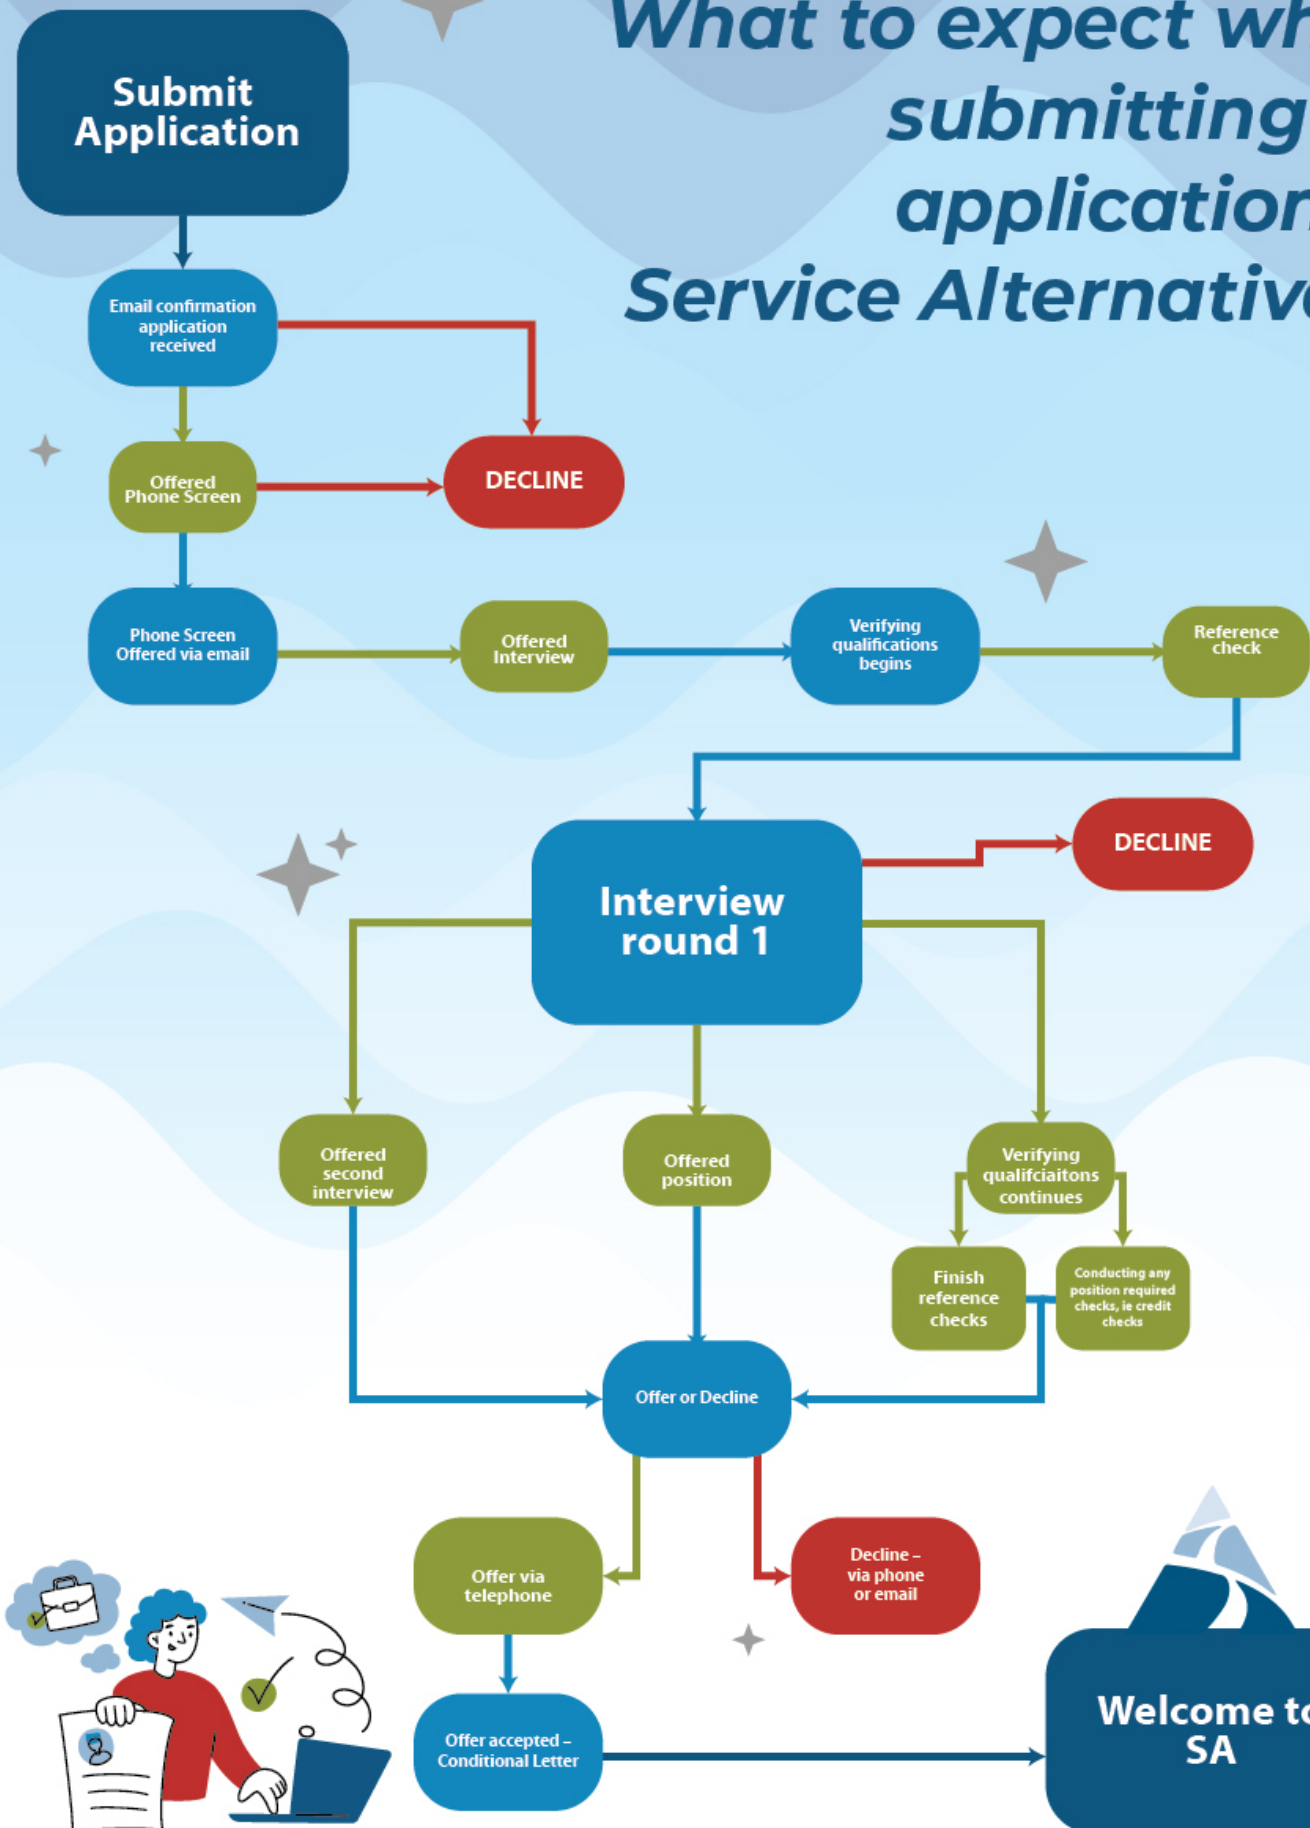 What to expect wh
submitting
application
Service Alternative
Submit
Application
Email confirmation
application
received
Offered
Phone Screen
DECLINE
Phone Screen
Offered via email
Offered
Interview
Verifying
qualifications
begins
Reference
check
Interview
round 1
DECLINE
Offered
second
interview
Offered
position
Verifying
qualifciaitons
continues
Finish
reference
checks
Conducting any
position required
checks, ie credit
checks
Offer or Decline
Offer via
telephone
Decline –
via phone
or email
Offer accepted –
Conditional Letter
Welcome to
SA